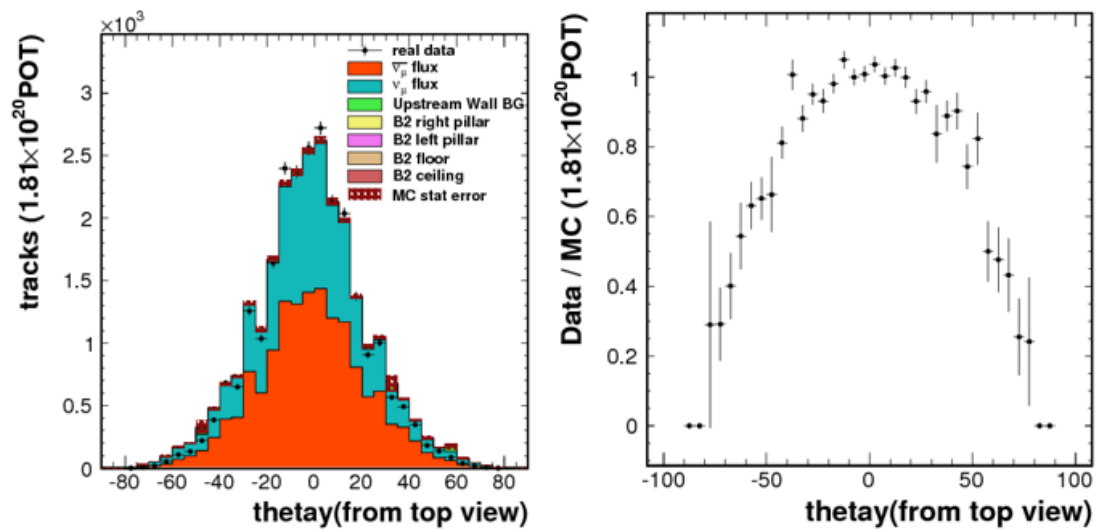 ×10³
tracks (1.81×10²⁰POT)
3
2.5
2
1.5
1
0.5
0
real data
ν̅μ flux
νμ flux
Upstream Wall BG
B2 right pillar
B2 left pillar
B2 floor
B2 ceiling
MC stat error
-80 -60 -40 -20 0 20 40 60 80
thetay(from top view)
Data / MC (1.81×10²⁰POT)
1
0.8
0.6
0.4
0.2
0
-100 -50 0 50 100
thetay(from top view)